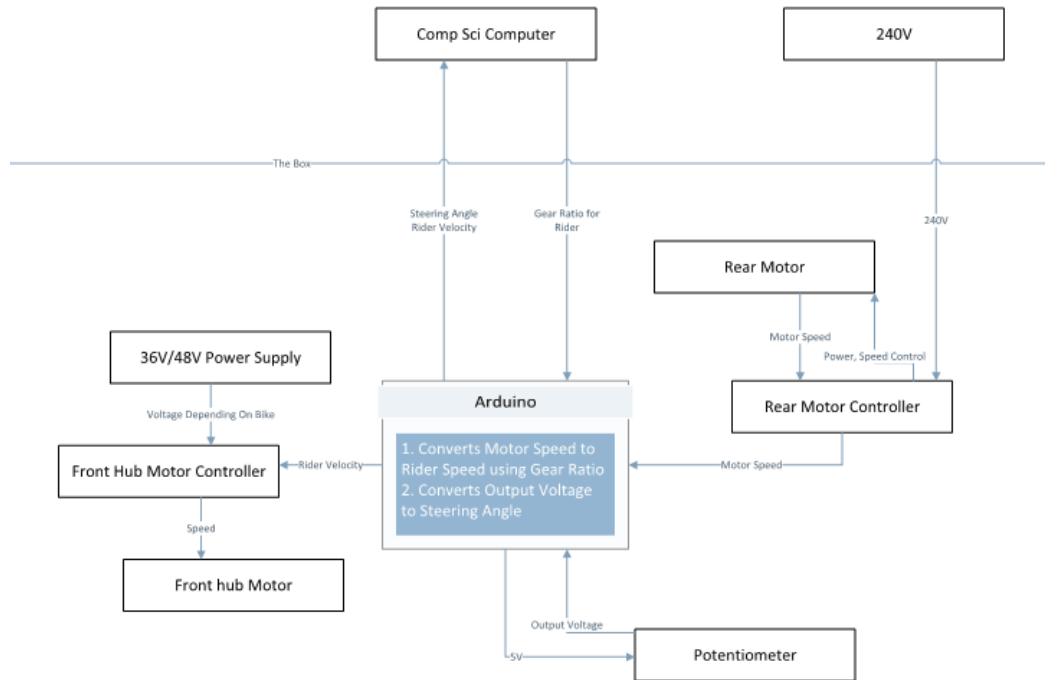 Comp Sci Computer
240V
The Box
Steering Angle
Rider Velocity
Gear Ratio for
Rider
240V
Rear Motor
Motor Speed
Power, Speed Control
36V/48V Power Supply
Voltage Depending On Bike
Arduino
1. Converts Motor Speed to
Rider Speed using Gear Ratio
2. Converts Output Voltage
to Steering Angle
Rear Motor Controller
Front Hub Motor Controller
Rider Velocity
Motor Speed
Speed
Front hub Motor
Output Voltage
5V
Potentiometer